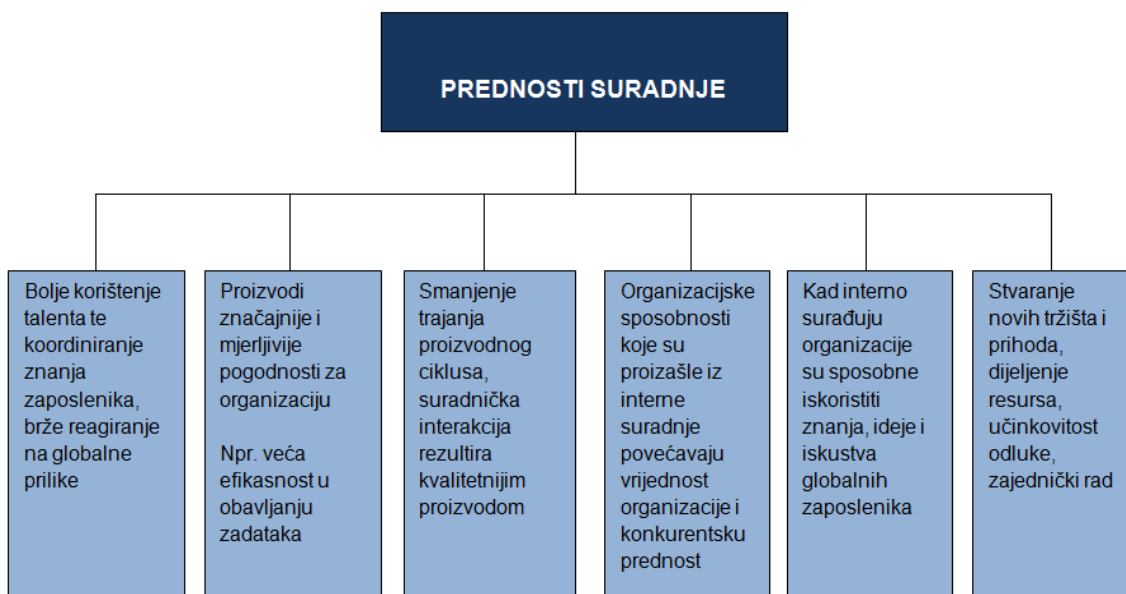 PREDNOSTI SURADNJE
Bolje korištenje
talenta te
koordiniranje
znanja
zaposlenika,
brže reagiranje
na globalne
prilike
Proizvodi
značajnije i
mjerljivije
pogodnosti za
organizaciju
Npr. veća
efikasnost u
obavljanju
zadataka
Smanjenje
trajanja
proizvodnog
ciklusa,
suradnička
interakcija
rezultira
kvalitetnijim
proizvodom
Organizacijske
sposobnosti
koje su
proizašle iz
interne
suradnje
povećavaju
vrijednost
organizacije i
konkurentsku
prednost
Kad interno
surađuju
organizacije
su sposobne
iskoristiti
znanja, ideje i
iskustva
globalnih
zaposlenika
Stvaranje
novih tržišta i
prihoda,
dijeljenje
resursa,
učinkovitost
odluke,
zajednički rad